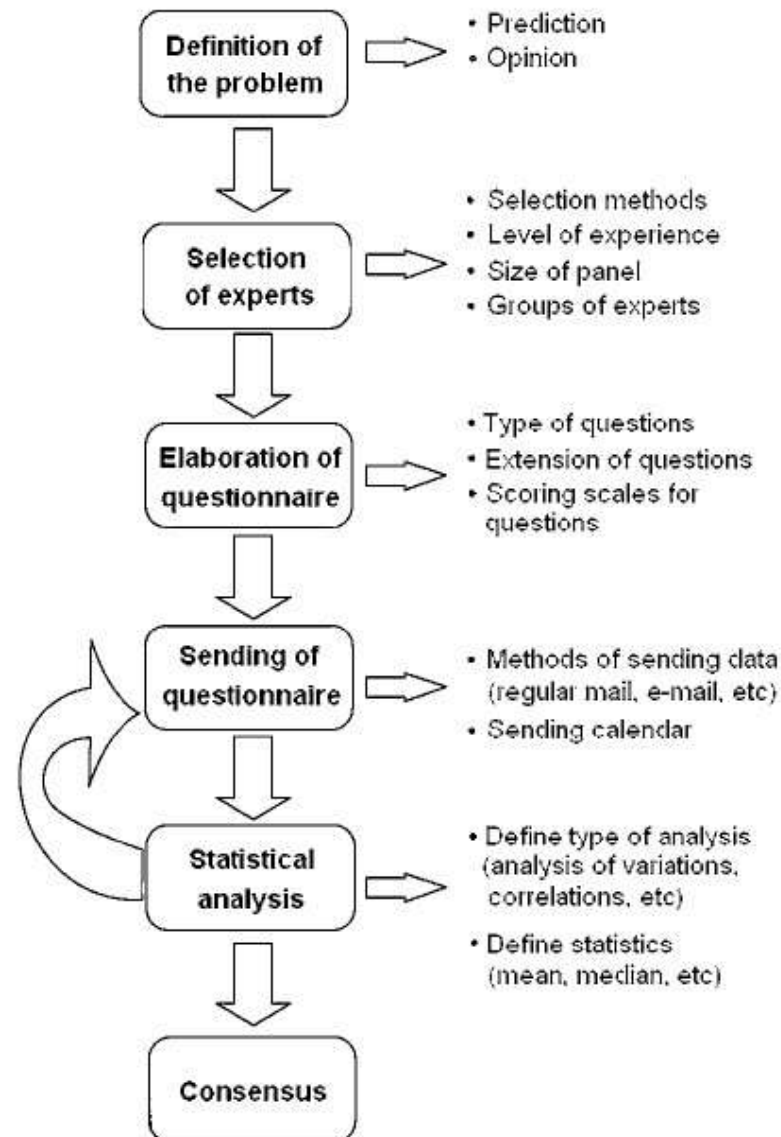 Definition of
the problem
• Prediction
• Opinion
Selection
of experts
• Selection methods
• Level of experience
• Size of panel
• Groups of experts
Elaboration of
questionnaire
• Type of questions
• Extension of questions
• Scoring scales for
questions
Sending of
questionnaire
• Methods of sending data
(regular mail, e-mail, etc)
• Sending calendar
Statistical
analysis
• Define type of analysis
(analysis of variations,
correlations, etc)
• Define statistics
(mean, median, etc)
Consensus